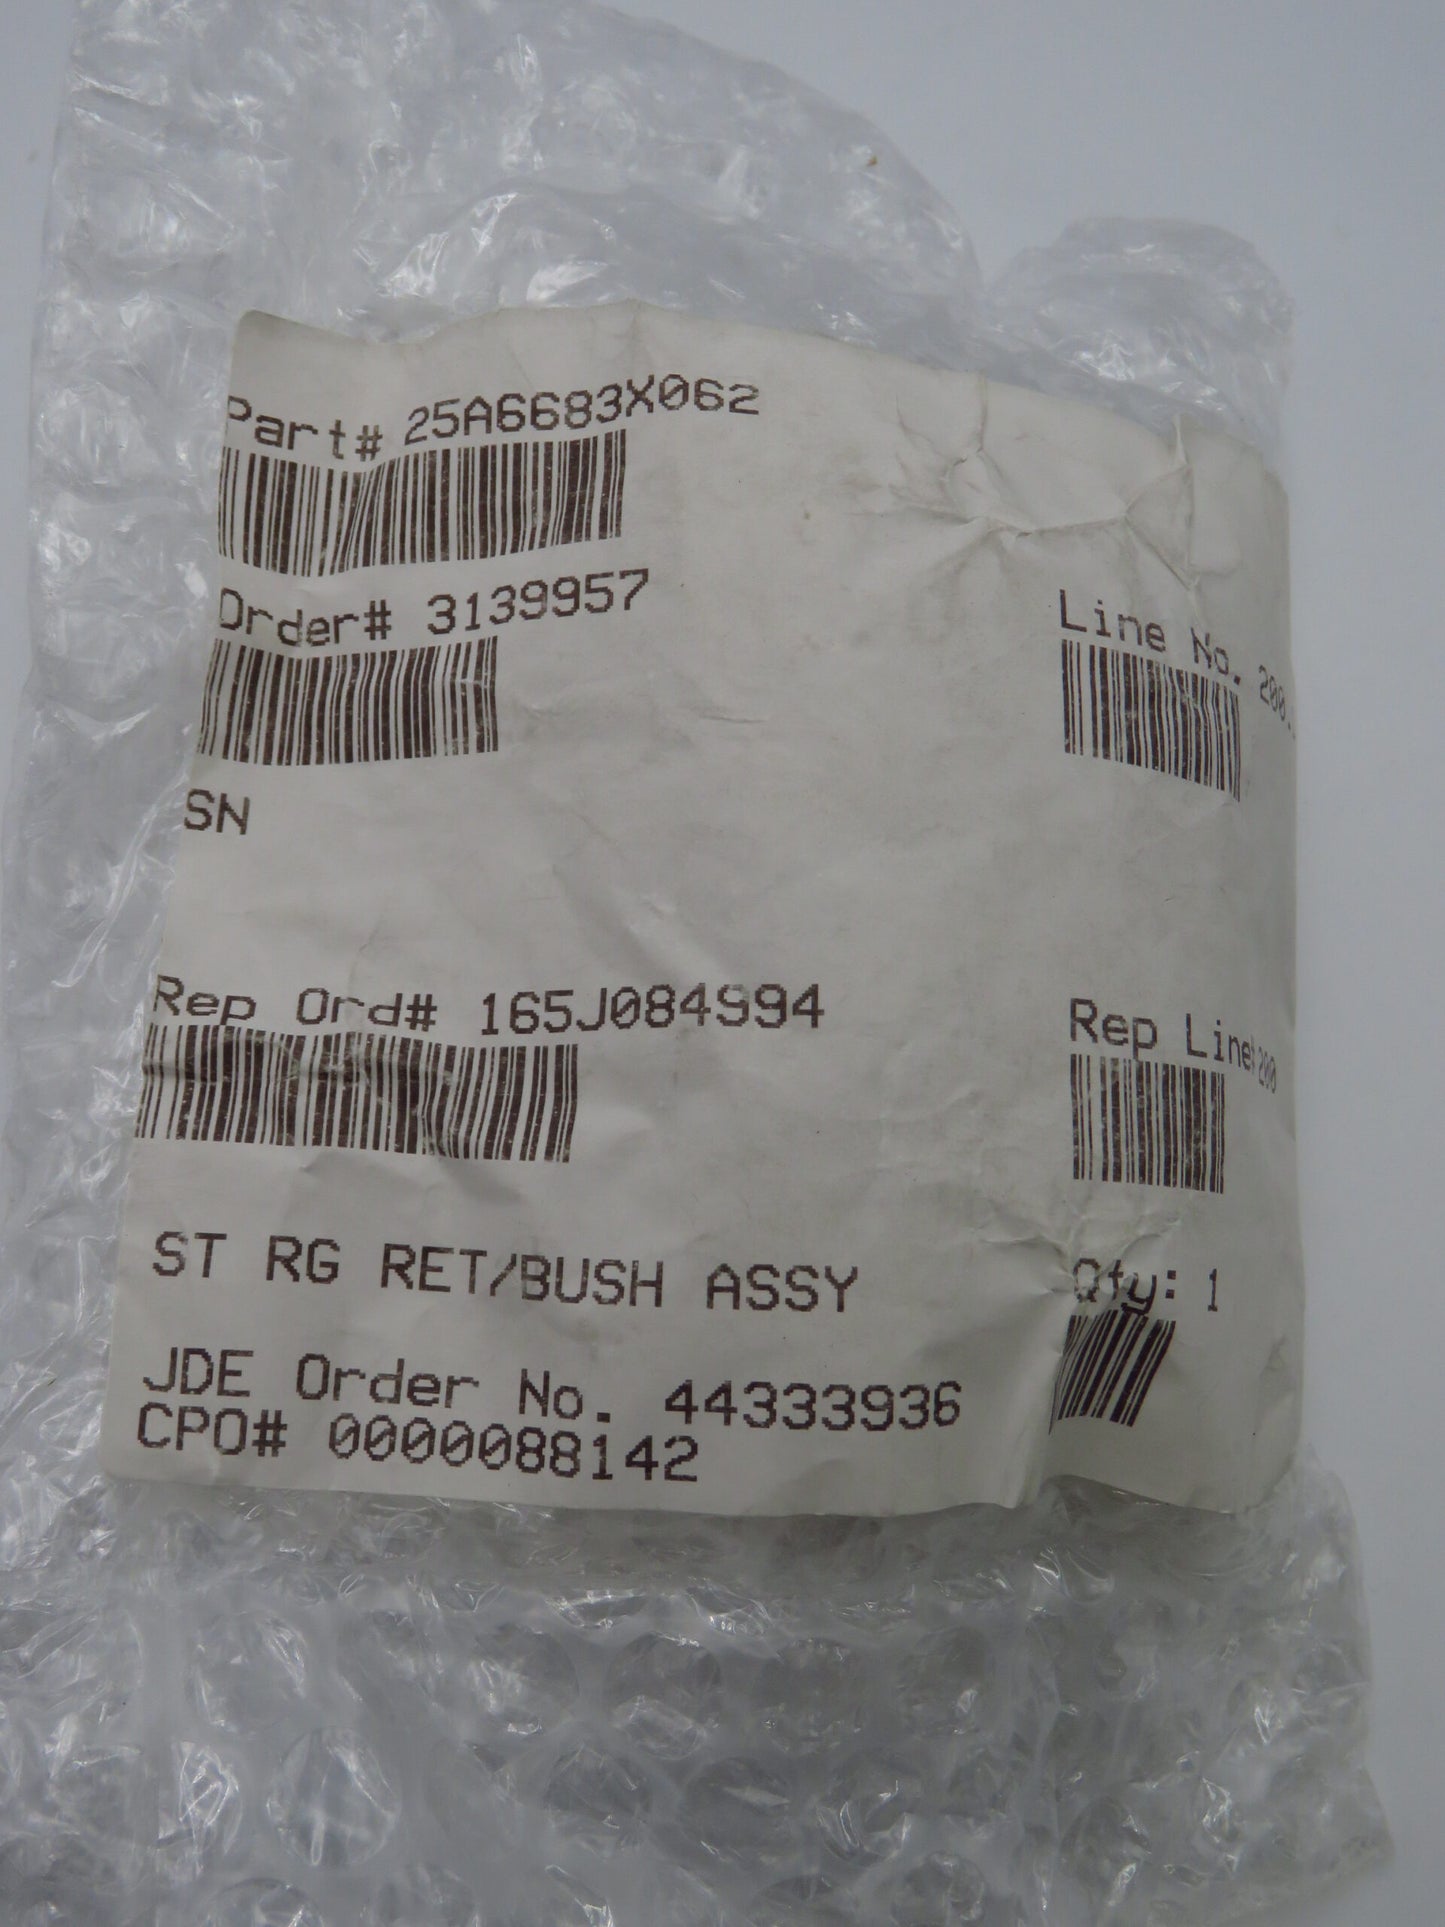 Part# 25A6683X062
Order# 3139957
Line No. 200.
SN
Rep Ord# 165J084994
Rep Line# 200
ST RG RET/BUSH ASSY
Qty: 1
JDE Order No. 44333936
CPO# 0000088142